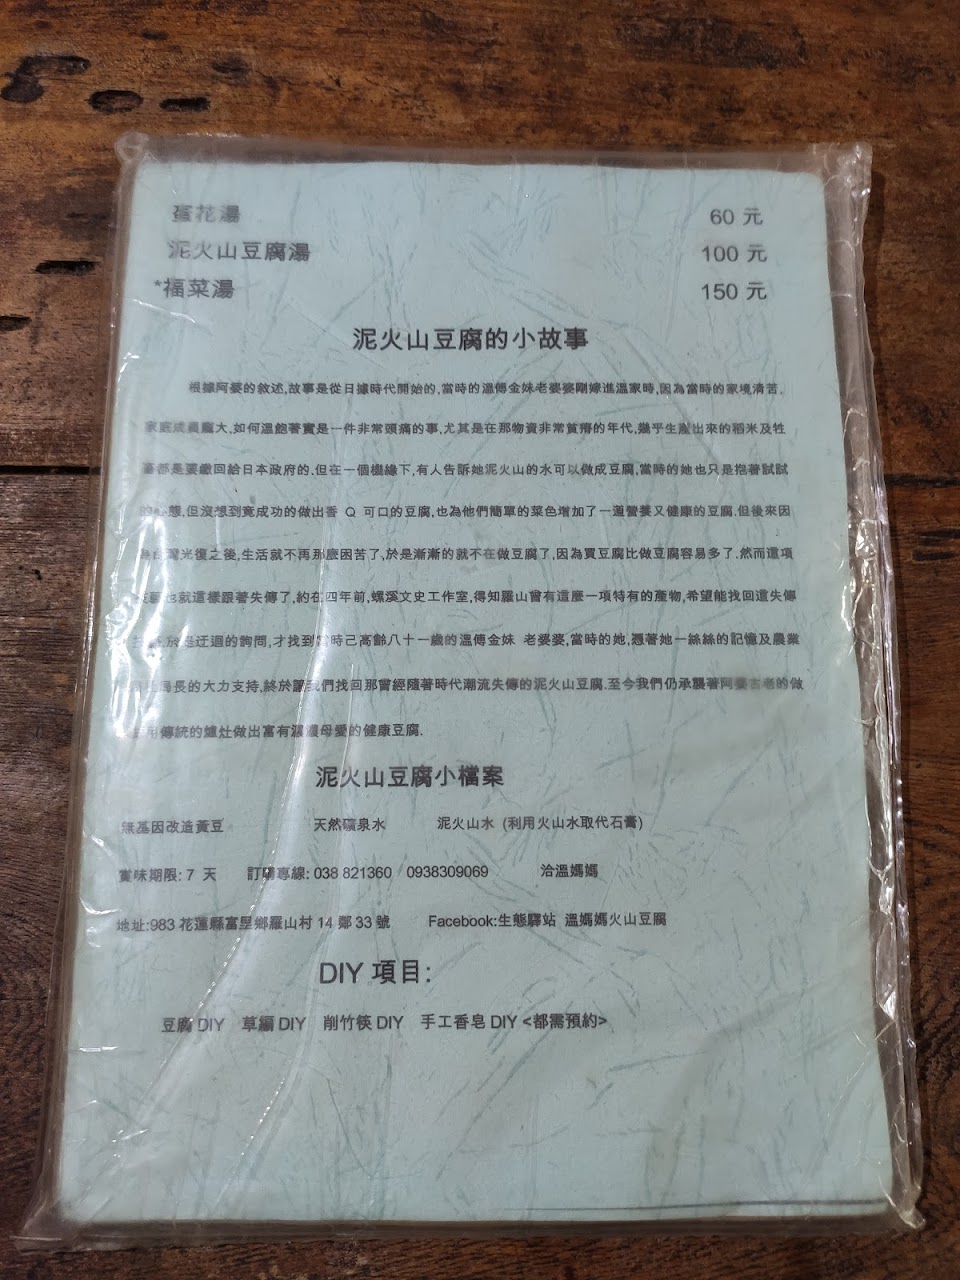 蛋花湯 60 元
泥火山豆腐湯 100 元
*福菜湯 150 元
泥火山豆腐的小故事
根據阿婆的敘述,故事是從日據時代開始的,當時的溫傅金妹老婆婆剛嫁進溫家時,因為當時的家境清苦,
家庭成員龐大,如何溫飽著實是一件非常頭痛的事,尤其是在那物資非常貧瘠的年代,幾乎生產出來的稻米及牲
畜都是要繳回給日本政府的,但在一個機緣下,有人告訴她泥火山的水可以做成豆腐,當時的她也只是抱著試試
的心態,但沒想到竟成功的做出香 Q 可口的豆腐,也為他們簡單的菜色增加了一道營養又健康的豆腐.但後來因
為台灣光復之後,生活就不再那麼困苦了,於是漸漸的就不在做豆腐了,因為買豆腐比做豆腐容易多了.然而這項
技藝也就這樣跟著失傳了,約在四年前,螺溪文史工作室,得知羅山曾有這麼一項特有的產物,希望能找回這失傳
於是迂迴的詢問,才找到當時己高齡八十一歲的溫傅金妹 老婆婆,當時的她,憑著她一絲絲的記憶及農業
局長的大力支持,終於讓我們找回那曾經隨著時代潮流失傳的泥火山豆腐.至今我們仍承襲著阿婆古老的做
用傳統的爐灶做出富有濃濃母愛的健康豆腐.
泥火山豆腐小檔案
無基因改造黃豆 天然礦泉水 泥火山水 (利用火山水取代石膏)
賞味期限: 7 天 訂購專線: 038 821360 0938309069 洽溫媽媽
地址:983 花蓮縣富里鄉羅山村 14 鄰 33 號 Facebook:生態驛站 溫媽媽火山豆腐
DIY 項目:
豆腐 DIY 草編 DIY 削竹筷 DIY 手工香皂 DIY <都需預約>